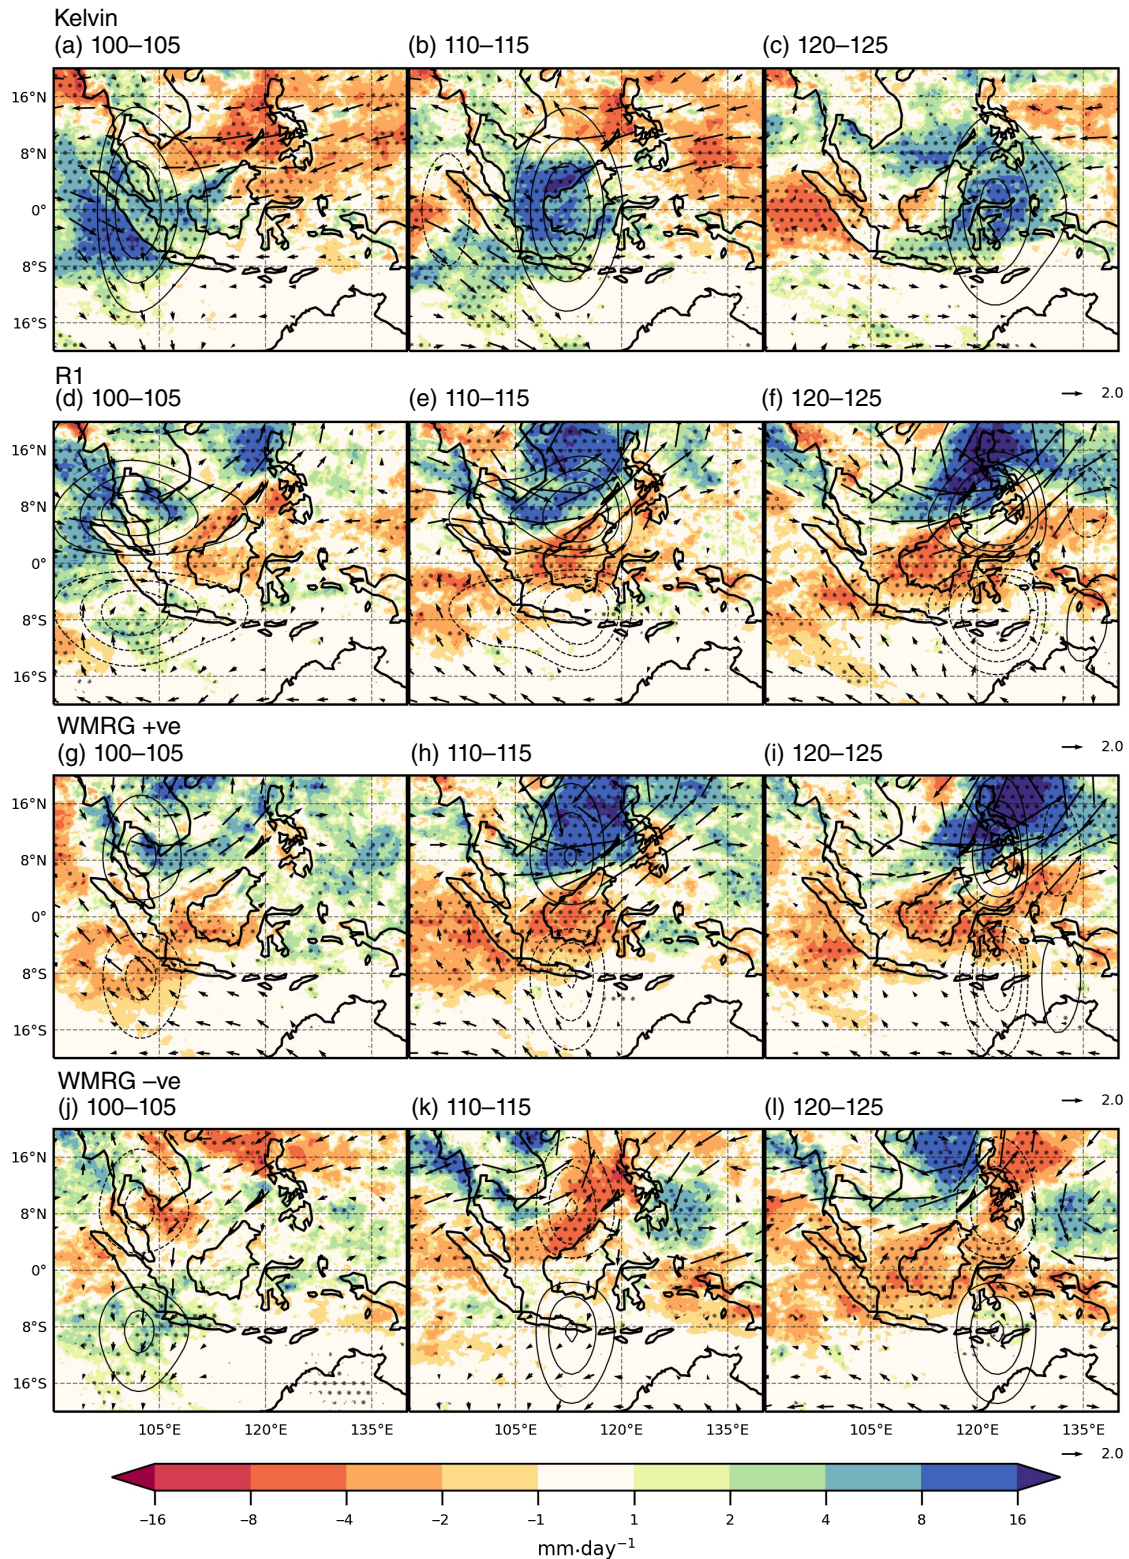 Kelvin
(a) 100–105
(b) 110–115
(c) 120–125
16°N
8°N
0°
8°S
16°S
R1
(d) 100–105
(e) 110–115
(f) 120–125
2.0
16°N
8°N
0°
8°S
16°S
WMRG +ve
(g) 100–105
(h) 110–115
(i) 120–125
2.0
16°N
8°N
0°
8°S
16°S
WMRG –ve
(j) 100–105
(k) 110–115
(l) 120–125
2.0
16°N
8°N
0°
8°S
16°S
105°E 120°E 135°E 105°E 120°E 135°E 105°E 120°E 135°E
2.0
−16 −8 −4 −2 −1 1 2 4 8 16
mm·day⁻¹